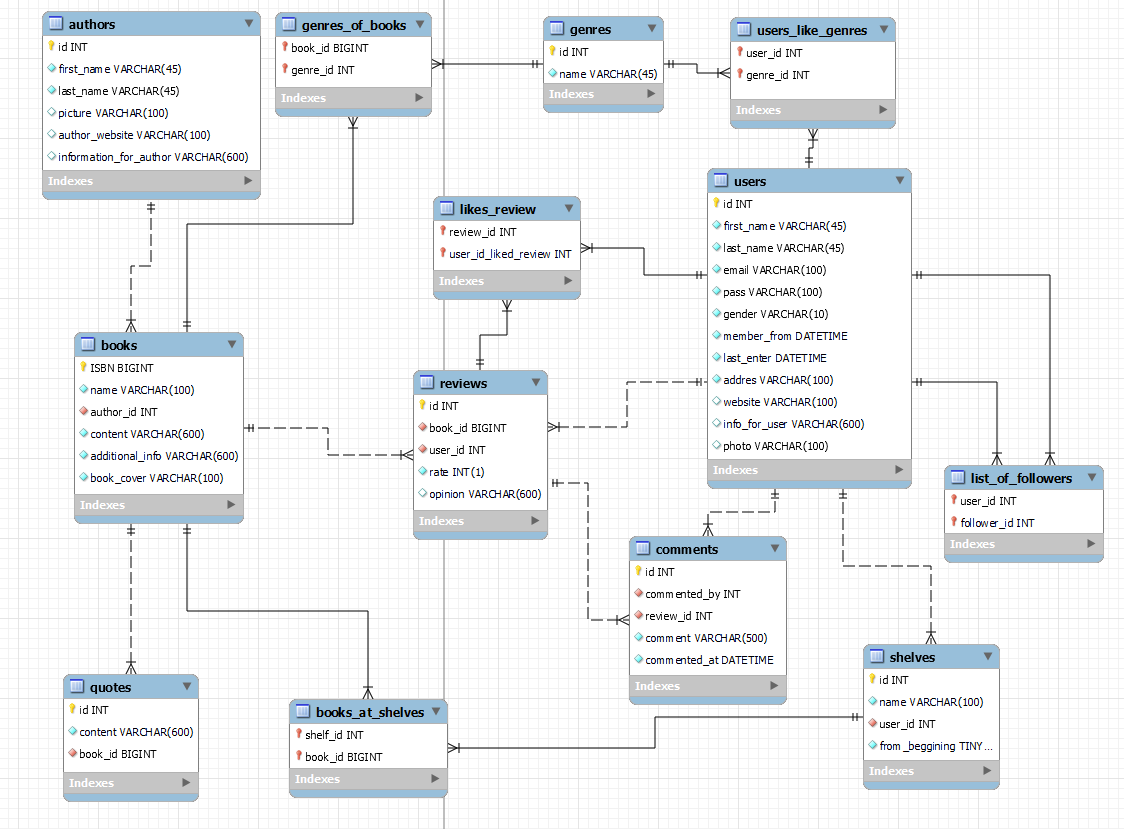 authors
id INT
first_name VARCHAR(45)
last_name VARCHAR(45)
picture VARCHAR(100)
author_website VARCHAR(100)
information_for_author VARCHAR(600)
Indexes
genres_of_books
book_id BIGINT
genre_id INT
Indexes
genres
id INT
name VARCHAR(45)
Indexes
users_like_genres
user_id INT
genre_id INT
Indexes
likes_review
review_id INT
user_id_liked_review INT
Indexes
users
id INT
first_name VARCHAR(45)
last_name VARCHAR(45)
email VARCHAR(100)
pass VARCHAR(100)
gender VARCHAR(10)
member_from DATETIME
last_enter DATETIME
addres VARCHAR(100)
website VARCHAR(100)
info_for_user VARCHAR(600)
photo VARCHAR(100)
Indexes
books
ISBN BIGINT
name VARCHAR(100)
author_id INT
content VARCHAR(600)
additional_info VARCHAR(600)
book_cover VARCHAR(100)
Indexes
reviews
id INT
book_id BIGINT
user_id INT
rate INT(1)
opinion VARCHAR(600)
Indexes
list_of_followers
user_id INT
follower_id INT
Indexes
comments
id INT
commented_by INT
review_id INT
comment VARCHAR(500)
commented_at DATETIME
Indexes
shelves
id INT
name VARCHAR(100)
user_id INT
from_beggining TINY...
Indexes
quotes
id INT
content VARCHAR(600)
book_id BIGINT
Indexes
books_at_shelves
shelf_id INT
book_id BIGINT
Indexes